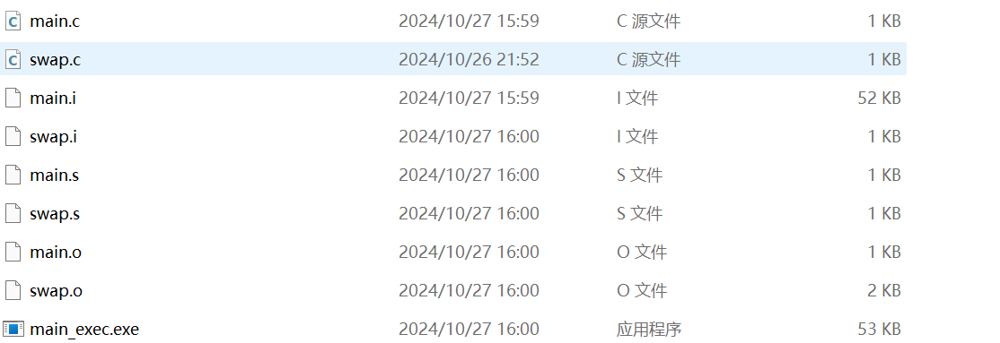 main.c 2024/10/27 15:59 C 源文件 1 KB
swap.c 2024/10/26 21:52 C 源文件 1 KB
main.i 2024/10/27 15:59 I 文件 52 KB
swap.i 2024/10/27 16:00 I 文件 1 KB
main.s 2024/10/27 16:00 S 文件 1 KB
swap.s 2024/10/27 16:00 S 文件 1 KB
main.o 2024/10/27 16:00 O 文件 1 KB
swap.o 2024/10/27 16:00 O 文件 2 KB
main_exec.exe 2024/10/27 16:00 应用程序 53 KB